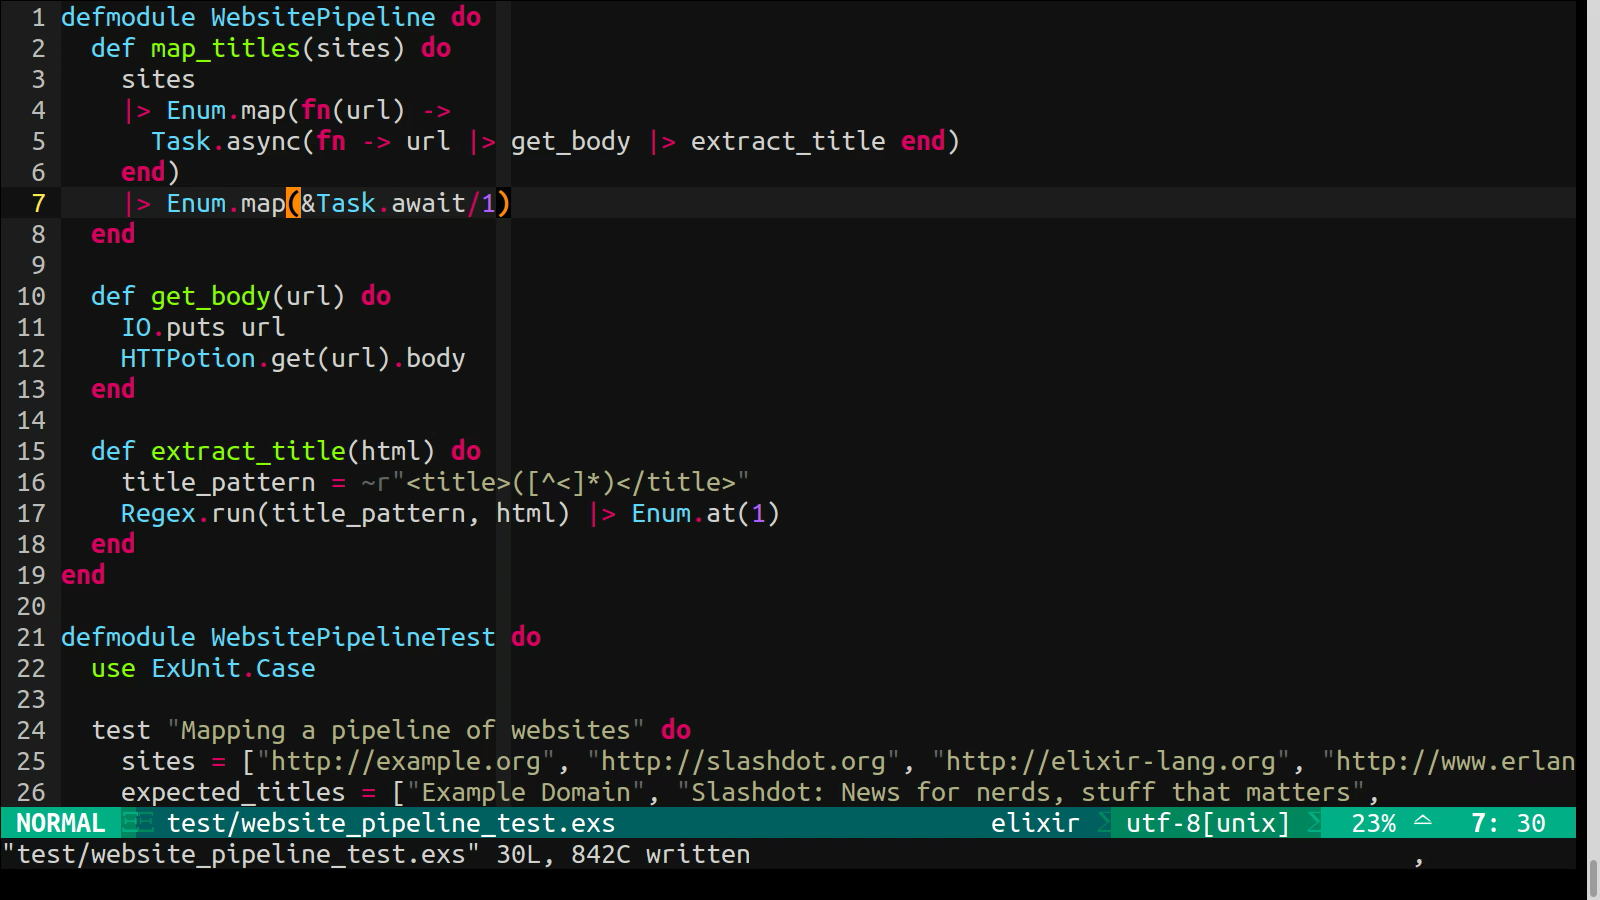 1 defmodule WebsitePipeline do
2   def map_titles(sites) do
3     sites
4     |> Enum.map(fn(url) ->
5       Task.async(fn -> url |> get_body |> extract_title end)
6     end)
7     |> Enum.map(&Task.await/1)
8   end
9
10   def get_body(url) do
11     IO.puts url
12     HTTPotion.get(url).body
13   end
14
15   def extract_title(html) do
16     title_pattern = ~r"<title>([^<]*)</title>"
17     Regex.run(title_pattern, html) |> Enum.at(1)
18   end
19 end
20
21 defmodule WebsitePipelineTest do
22   use ExUnit.Case
23
24   test "Mapping a pipeline of websites" do
25     sites = ["http://example.org", "http://slashdot.org", "http://elixir-lang.org", "http://www.erlan
26     expected_titles = ["Example Domain", "Slashdot: News for nerds, stuff that matters",
NORMAL test/website_pipeline_test.exs elixir utf-8[unix] 23% 7: 30
"test/website_pipeline_test.exs" 30L, 842C written ,